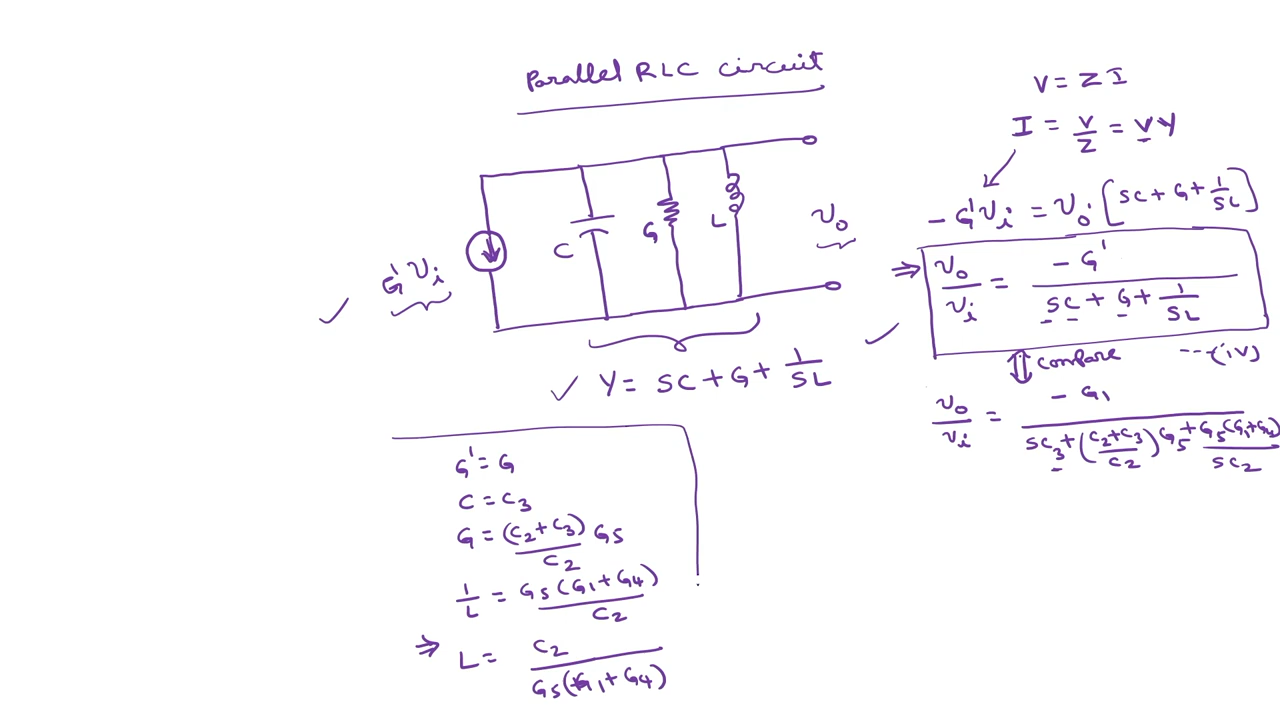 Parallel RLC circuit
G'vi
C
G
L
vo
Y = SC + G + 1/SL
V = Z I
I = V/Z = VY
- G'vi = vo [SC + G + 1/SL]
⇒ vo/vi = - G' / (SC + G + 1/SL)
compare ---(iv)
vo/vi = - G1 / (SC3 + ((C2+C3)/C2) G5 + G5(G1+G4)/SC2)
G' = G
C = C3
G = (C2+C3)/C2 G5
1/L = G5(G1+G4)/C2
⇒ L = C2 / G5(G1+G4)